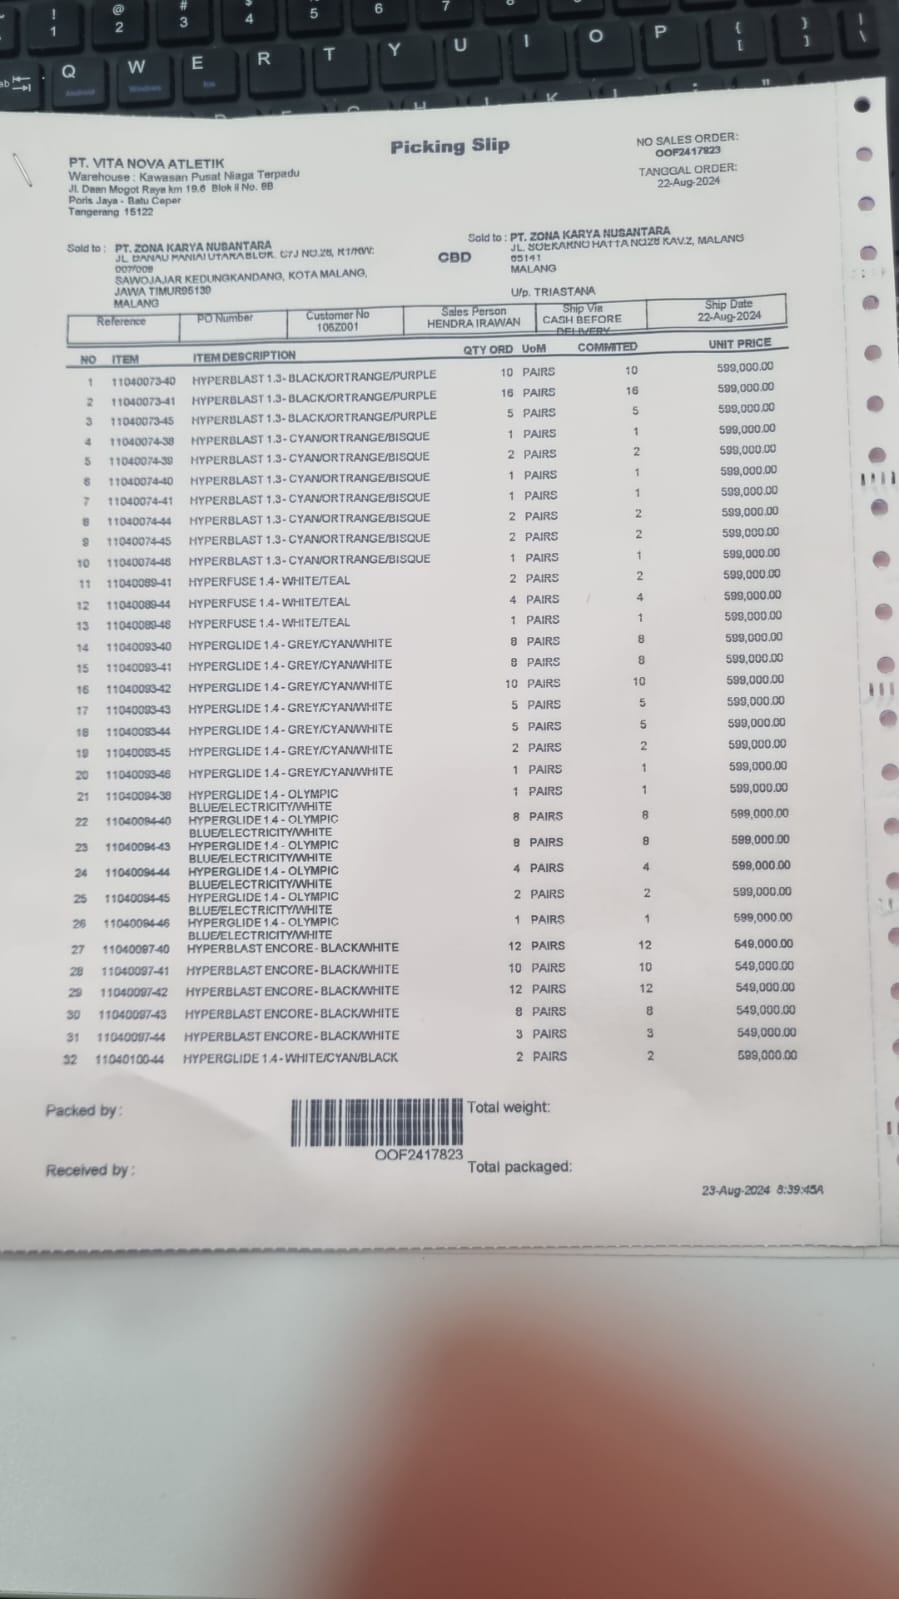 Picking Slip
NO SALES ORDER:
OOF2417823
TANGGAL ORDER:
22-Aug-2024
PT. VITA NOVA ATLETIK
Warehouse : Kawasan Pusat Niaga Terpadu
Jl. Daan Mogot Raya km 19.6 Blok II No. 8B
Poris Jaya - Batu Ceper
Tangerang 15122
Sold to : PT. ZONA KARYA NUSANTARA
JL. DANAU PANIAI UTARA BLOK. C7J NO.26, RT/RW:
007/009
SAWOJAJAR KEDUNGKANDANG, KOTA MALANG,
JAWA TIMUR65139
MALANG
CBD
Sold to : PT. ZONA KARYA NUSANTARA
JL. SOEKARNO HATTA NO28 KAV.2, MALANG
65141
MALANG
U/p. TRIASTANA
Reference PO Number Customer No Sales Person Ship Via Ship Date
106Z001 HENDRA IRAWAN CASH BEFORE 22-Aug-2024
DELIVERY
NO ITEM ITEM DESCRIPTION QTY ORD UoM COMMITED UNIT PRICE
1 11040073-40 HYPERBLAST 1.3- BLACK/ORTRANGE/PURPLE 10 PAIRS 10 599,000.00
2 11040073-41 HYPERBLAST 1.3- BLACK/ORTRANGE/PURPLE 16 PAIRS 16 599,000.00
3 11040073-45 HYPERBLAST 1.3- BLACK/ORTRANGE/PURPLE 5 PAIRS 5 599,000.00
4 11040074-38 HYPERBLAST 1.3- CYAN/ORTRANGE/BISQUE 1 PAIRS 1 599,000.00
5 11040074-39 HYPERBLAST 1.3- CYAN/ORTRANGE/BISQUE 2 PAIRS 2 599,000.00
6 11040074-40 HYPERBLAST 1.3- CYAN/ORTRANGE/BISQUE 1 PAIRS 1 599,000.00
7 11040074-41 HYPERBLAST 1.3- CYAN/ORTRANGE/BISQUE 1 PAIRS 1 599,000.00
8 11040074-44 HYPERBLAST 1.3- CYAN/ORTRANGE/BISQUE 2 PAIRS 2 599,000.00
9 11040074-45 HYPERBLAST 1.3- CYAN/ORTRANGE/BISQUE 2 PAIRS 2 599,000.00
10 11040074-46 HYPERBLAST 1.3- CYAN/ORTRANGE/BISQUE 1 PAIRS 1 599,000.00
11 11040089-41 HYPERFUSE 1.4- WHITE/TEAL 2 PAIRS 2 599,000.00
12 11040089-44 HYPERFUSE 1.4- WHITE/TEAL 4 PAIRS 4 599,000.00
13 11040089-46 HYPERFUSE 1.4- WHITE/TEAL 1 PAIRS 1 599,000.00
14 11040093-40 HYPERGLIDE 1.4- GREY/CYAN/WHITE 8 PAIRS 8 599,000.00
15 11040093-41 HYPERGLIDE 1.4- GREY/CYAN/WHITE 8 PAIRS 8 599,000.00
16 11040093-42 HYPERGLIDE 1.4- GREY/CYAN/WHITE 10 PAIRS 10 599,000.00
17 11040093-43 HYPERGLIDE 1.4- GREY/CYAN/WHITE 5 PAIRS 5 599,000.00
18 11040093-44 HYPERGLIDE 1.4- GREY/CYAN/WHITE 5 PAIRS 5 599,000.00
19 11040093-45 HYPERGLIDE 1.4- GREY/CYAN/WHITE 2 PAIRS 2 599,000.00
20 11040093-46 HYPERGLIDE 1.4- GREY/CYAN/WHITE 1 PAIRS 1 599,000.00
21 11040094-38 HYPERGLIDE 1.4 - OLYMPIC 1 PAIRS 1 599,000.00
BLUE/ELECTRICITY/WHITE
22 11040094-40 HYPERGLIDE 1.4 - OLYMPIC 8 PAIRS 8 599,000.00
BLUE/ELECTRICITY/WHITE
23 11040094-43 HYPERGLIDE 1.4 - OLYMPIC 8 PAIRS 8 599,000.00
BLUE/ELECTRICITY/WHITE
24 11040094-44 HYPERGLIDE 1.4 - OLYMPIC 4 PAIRS 4 599,000.00
BLUE/ELECTRICITY/WHITE
25 11040094-45 HYPERGLIDE 1.4 - OLYMPIC 2 PAIRS 2 599,000.00
BLUE/ELECTRICITY/WHITE
26 11040094-46 HYPERGLIDE 1.4 - OLYMPIC 1 PAIRS 1 599,000.00
BLUE/ELECTRICITY/WHITE
27 11040097-40 HYPERBLAST ENCORE - BLACK/WHITE 12 PAIRS 12 549,000.00
28 11040097-41 HYPERBLAST ENCORE - BLACK/WHITE 10 PAIRS 10 549,000.00
29 11040097-42 HYPERBLAST ENCORE - BLACK/WHITE 12 PAIRS 12 549,000.00
30 11040097-43 HYPERBLAST ENCORE - BLACK/WHITE 8 PAIRS 8 549,000.00
31 11040097-44 HYPERBLAST ENCORE - BLACK/WHITE 3 PAIRS 3 549,000.00
32 11040100-44 HYPERGLIDE 1.4 - WHITE/CYAN/BLACK 2 PAIRS 2 599,000.00
Packed by :
Total weight:
OOF2417823
Received by :
Total packaged:
23-Aug-2024 8:39:45A